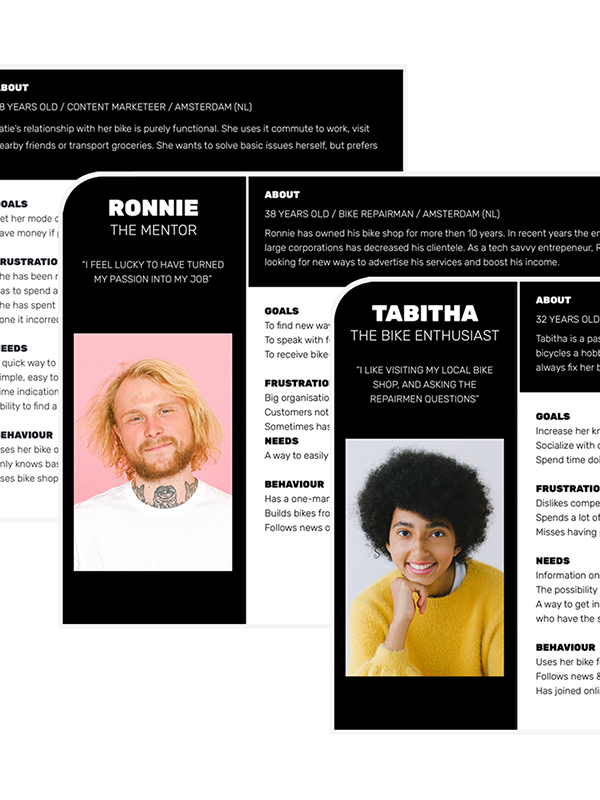 ABOUT
8 YEARS OLD / CONTENT MARKETEER / AMSTERDAM (NL)
atie's relationship with her bike is purely functional. She uses it commute to work, visit
earby friends or transport groceries. She wants to solve basic issues herself, but prefers
OALS
et her mode o
ave money if
RUSTRATIO
he has been
as to spend a
he has spent
one it incorrec
EEDS
quick way to
imple, easy to
ime indication
bility to find a
EHAVIOUR
ses her bike o
nly knows bas
ses bike shop
RONNIE
THE MENTOR
"I FEEL LUCKY TO HAVE TURNED
MY PASSION INTO MY JOB"
ABOUT
38 YEARS OLD / BIKE REPAIRMAN / AMSTERDAM (NL)
Ronnie has owned his bike shop for more then 10 years. In recent years the
large corporations has decreased his clientele. As a tech savvy entrepeneur, R
looking for new ways to advertise his services and boost his income.
GOALS
To find new way
To speak with f
To receive bike
FRUSTRATIO
Big organisatio
Customers not
Sometimes has
NEEDS
A way to easily
BEHAVIOUR
Has a one-mar
Builds bikes fro
Follows news o
TABITHA
THE BIKE ENTHUSIAST
"I LIKE VISITING MY LOCAL BIKE
SHOP, AND ASKING THE
REPAIRMEN QUESTIONS"
ABOUT
32 YEARS OLD
Tabitha is a pas
bicycles a hobb
always fix her b
GOALS
Increase her kn
Socialize with
Spend time doi
FRUSTRATIO
Dislikes compe
Spends a lot of
Misses having
NEEDS
Information on
The possibility
A way to get in
who have the s
BEHAVIOUR
Uses her bike f
Follows news &
Has joined onli